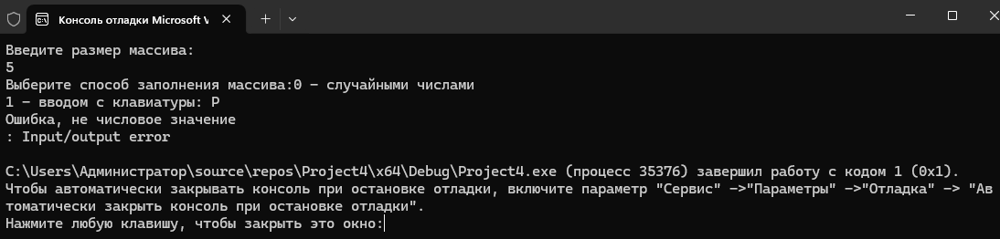 Консоль отладки Microsoft V
Введите размер массива:
5
Выберите способ заполнения массива:0 - случайными числами
1 - вводом с клавиатуры: P
Ошибка, не числовое значение
: Input/output error
C:\Users\Администратор\source\repos\Project4\x64\Debug\Project4.exe (процесс 35376) завершил работу с кодом 1 (0x1).
Чтобы автоматически закрывать консоль при остановке отладки, включите параметр "Сервис" ->"Параметры" ->"Отладка" -> "Ав
томатически закрыть консоль при остановке отладки".
Нажмите любую клавишу, чтобы закрыть это окно: